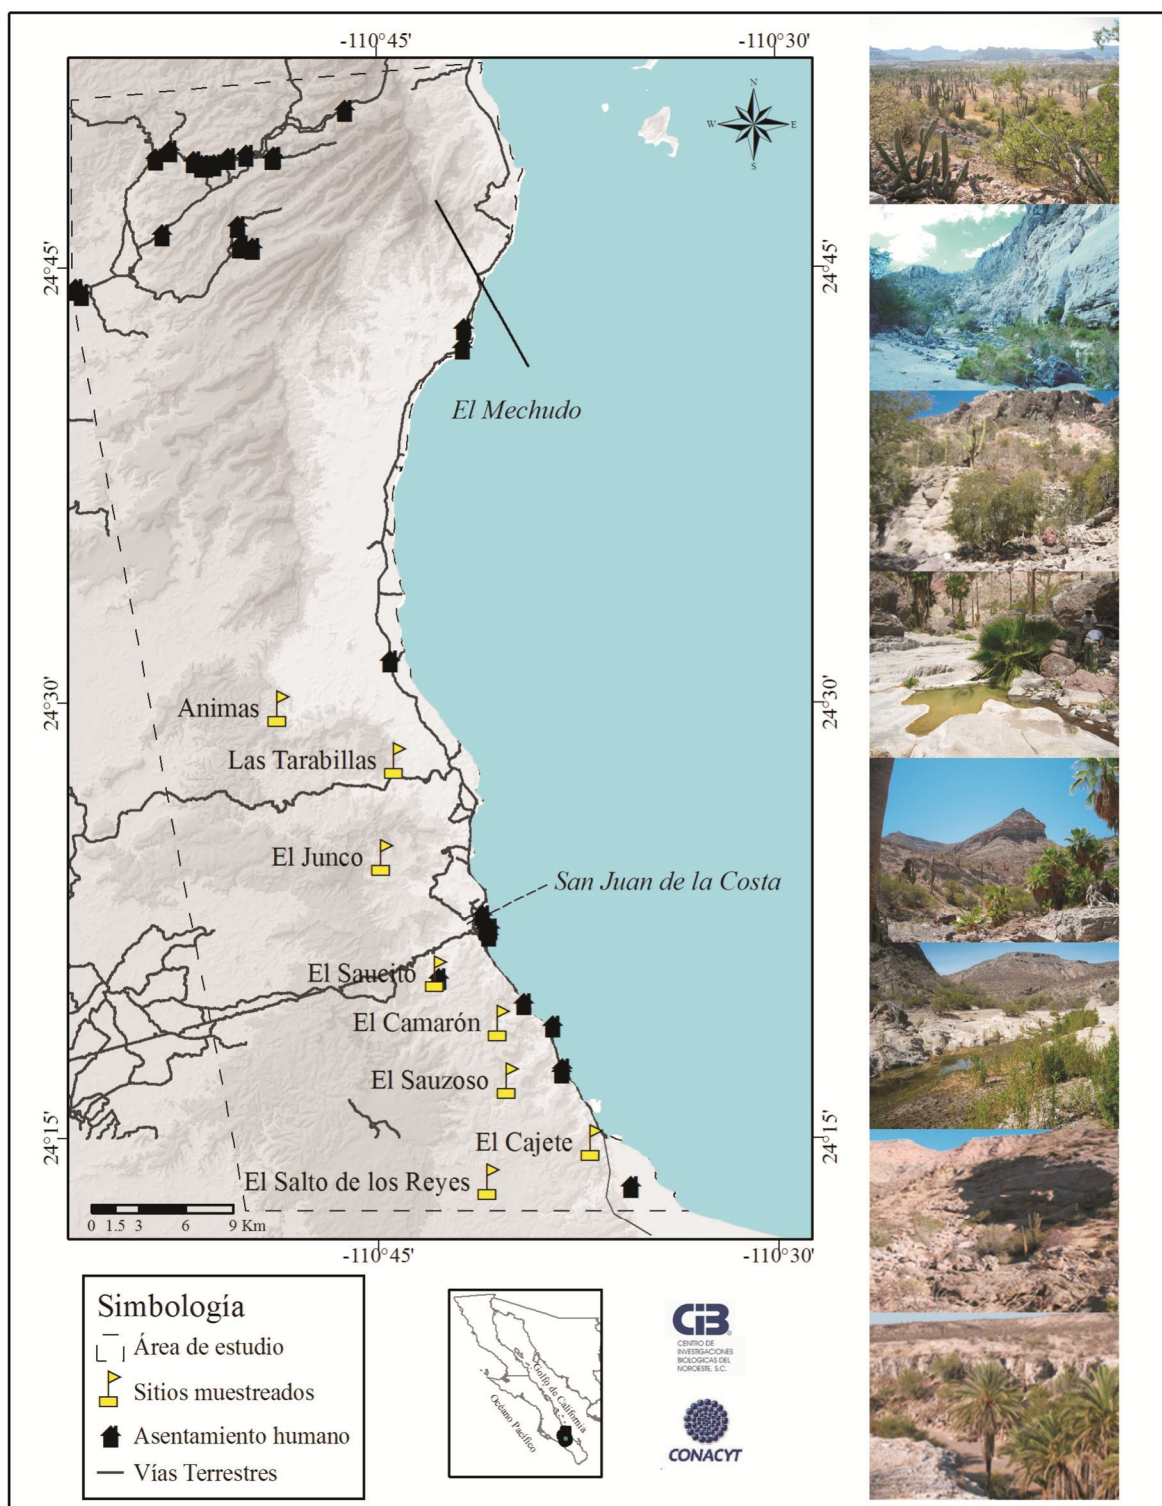 -110°45'
-110°30'
N
W
E
S
24°45'
24°45'
El Mechudo
24°30'
24°30'
Animas
Las Tarabillas
El Junco
San Juan de la Costa
El Saucito
El Camarón
El Sauzoso
24°15'
24°15'
El Cajete
El Salto de los Reyes
0 1.5 3 6 9 Km
-110°45'
-110°30'
Simbología
Área de estudio
Sitios muestreados
Asentamiento humano
Vías Terrestres
Golfo de California
Océano Pacífico
CIB
CENTRO DE
INVESTIGACIONES
BIOLOGICAS DEL
NOROESTE, S.C.
CONACYT